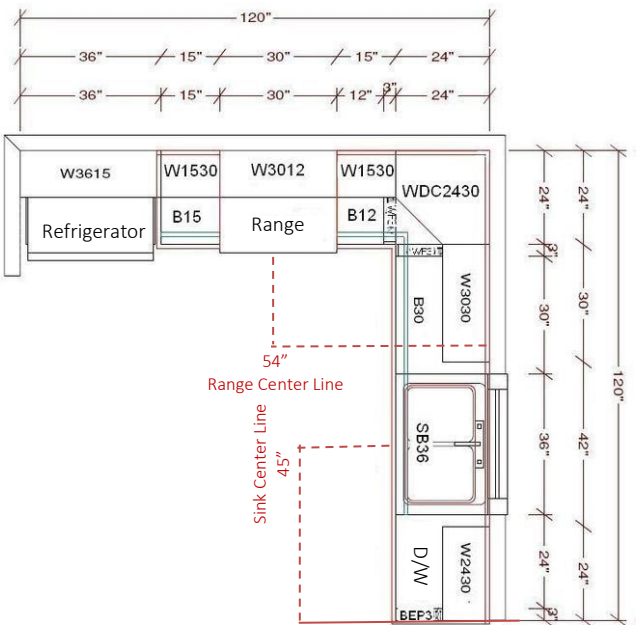 120"
36" 15" 30" 15" 24"
36" 15" 30" 12" 3" 24"
W3615 W1530 W3012 W1530 WDC2430
Refrigerator B15 Range B12
B30 W3030
54"
Range Center Line
Sink Center Line
45"
SB36
D/W W2430
BEP3
24" 3" 30" 36" 24" 3"
24" 30" 42" 24"
120"